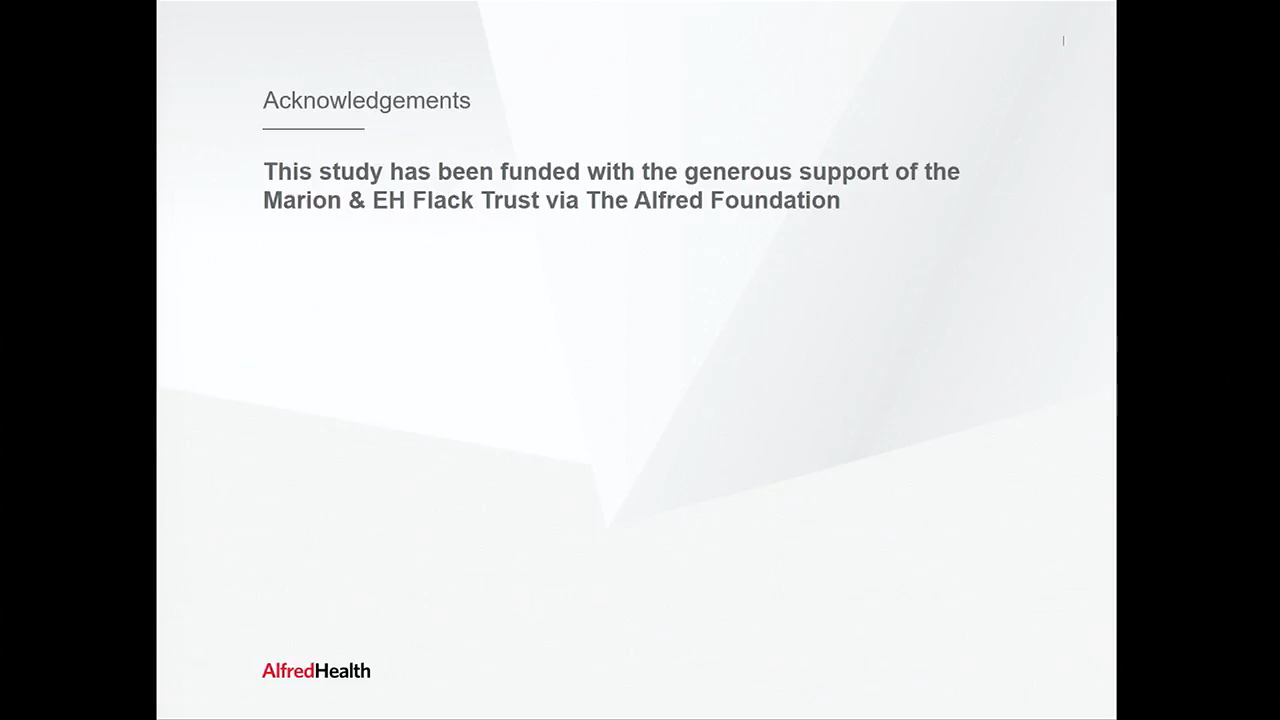 Acknowledgements
This study has been funded with the generous support of the
Marion & EH Flack Trust via The Alfred Foundation
AlfredHealth